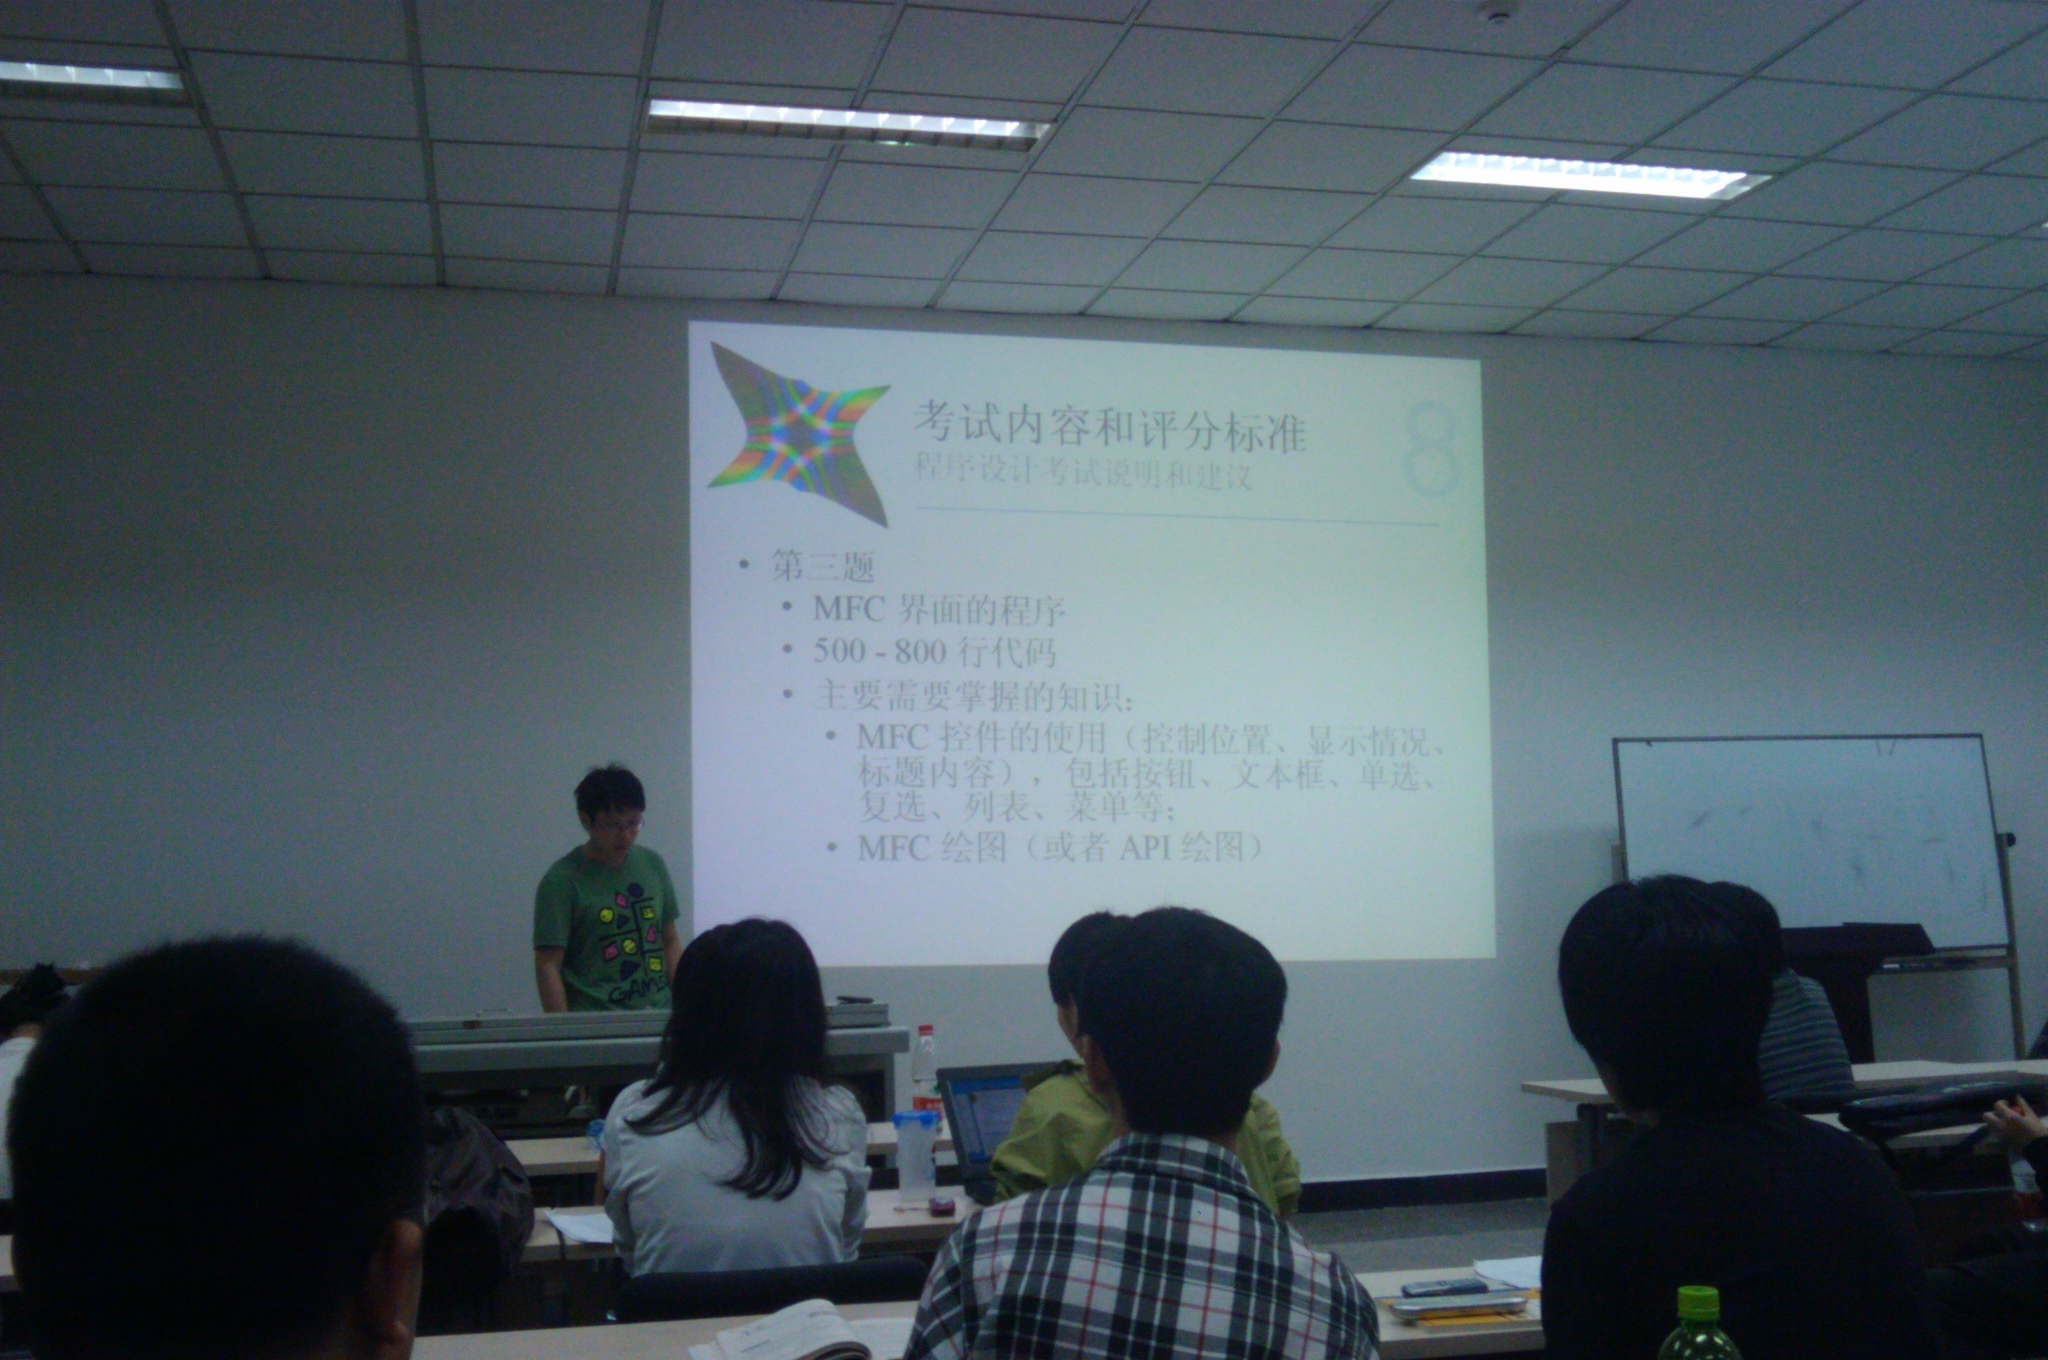 考试内容和评分标准
8
程序设计考试说明和建议
• 第三题
• MFC 界面的程序
• 500 - 800 行代码
• 主要需要掌握的知识：
• MFC 控件的使用（控制位置、显示情况、
标题内容），包括按钮、文本框、单选、
复选、列表、菜单等；
• MFC 绘图（或者 API 绘图）
GAME